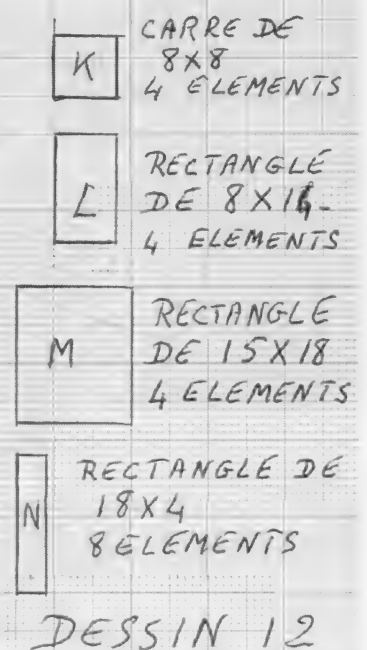 K
CARRE DE
8X8
4 ELEMENTS
L
RECTANGLE
DE 8X14
4 ELEMENTS
M
RECTANGLE
DE 15X18
4 ELEMENTS
N
RECTANGLE DE
18X4
8 ELEMENTS
DESSIN 12